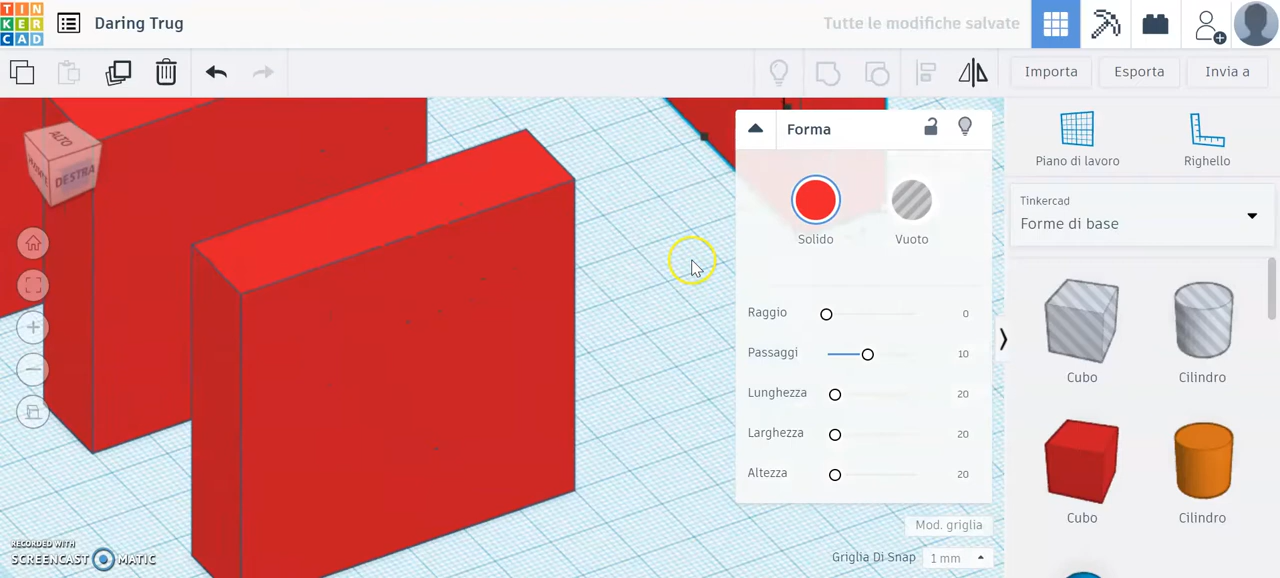 TIN
KER
CAD
Daring Trug
Tutte le modifiche salvate
Importa
Esporta
Invia a
ALTO
DESTRA
Forma
Solido
Vuoto
Raggio
0
Passaggi
10
Lunghezza
20
Larghezza
20
Altezza
20
Mod. griglia
Griglia Di Snap
1 mm
Piano di lavoro
Righello
Tinkercad
Forme di base
Cubo
Cilindro
Cubo
Cilindro
RECORDED WITH
SCREENCAST MATIC